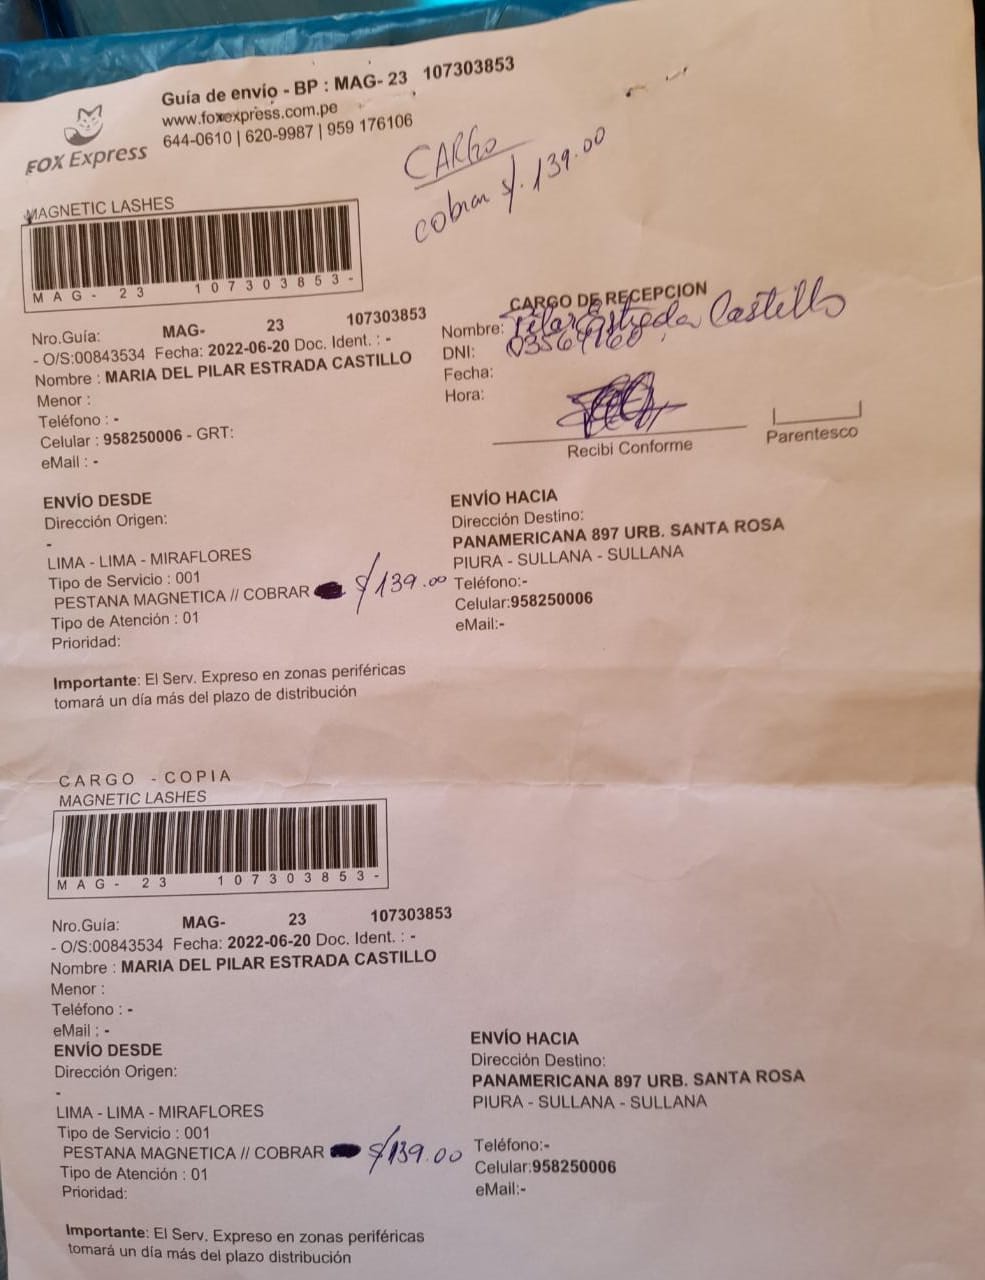 Guía de envío - BP : MAG- 23 107303853
www.foxexpress.com.pe
644-0610 | 620-9987 | 959 176106
FOX Express
CARGO
cobrar s/. 139.00
MAGNETIC LASHES
MAG- 23 107303853-
Nro.Guía: MAG- 23 107303853
- O/S:00843534 Fecha: 2022-06-20 Doc. Ident. : -
Nombre : MARIA DEL PILAR ESTRADA CASTILLO
Menor :
Teléfono : -
Celular : 958250006 - GRT:
eMail : -
CARGO DE RECEPCION
Nombre: Pilar Estrada Castillo
DNI:
Fecha:
Hora:
Recibi Conforme
Parentesco
ENVÍO DESDE
Dirección Origen:
-
LIMA - LIMA - MIRAFLORES
Tipo de Servicio : 001
PESTANA MAGNETICA // COBRAR S/139.00
Tipo de Atención : 01
Prioridad:
ENVÍO HACIA
Dirección Destino:
PANAMERICANA 897 URB. SANTA ROSA
PIURA - SULLANA - SULLANA
Teléfono:-
Celular:958250006
eMail:-
Importante: El Serv. Expreso en zonas periféricas
tomará un día más del plazo de distribución
CARGO - COPIA
MAGNETIC LASHES
MAG- 23 107303853-
Nro.Guía: MAG- 23 107303853
- O/S:00843534 Fecha: 2022-06-20 Doc. Ident. : -
Nombre : MARIA DEL PILAR ESTRADA CASTILLO
Menor :
Teléfono : -
eMail : -
ENVÍO DESDE
Dirección Origen:
-
LIMA - LIMA - MIRAFLORES
Tipo de Servicio : 001
PESTANA MAGNETICA // COBRAR S/139.00
Tipo de Atención : 01
Prioridad:
ENVÍO HACIA
Dirección Destino:
PANAMERICANA 897 URB. SANTA ROSA
PIURA - SULLANA - SULLANA
Teléfono:-
Celular:958250006
eMail:-
Importante: El Serv. Expreso en zonas periféricas
tomará un día más del plazo distribución